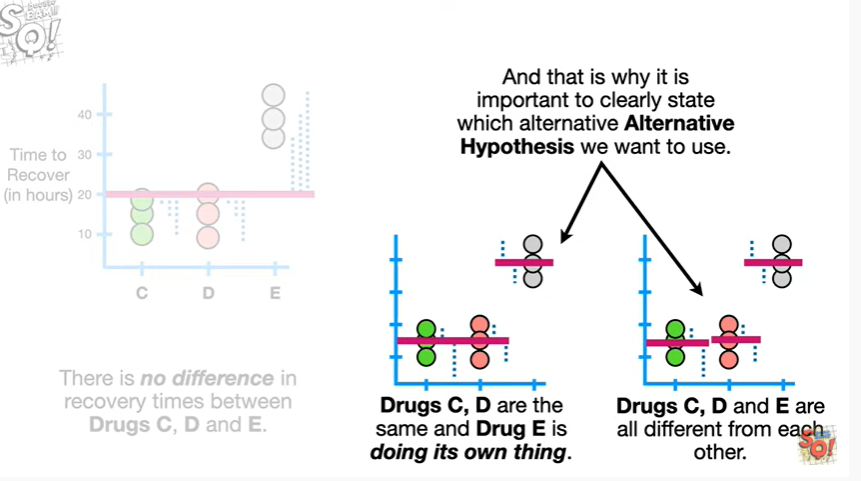 And that is why it is
important to clearly state
which alternative Alternative
Hypothesis we want to use.
40
Time to
30
Recover
(in hours)
20
10
C
D
E
There is no difference in
recovery times between
Drugs C, D and E.
Drugs C, D are the
same and Drug E is
doing its own thing.
Drugs C, D and E are
all different from each
other.
SQ!